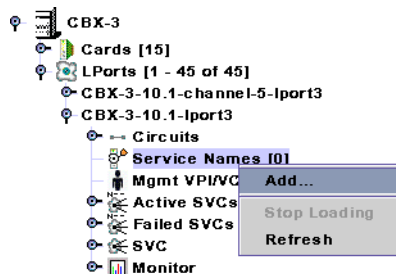 CBX-3
Cards [15]
LPorts [1 - 45 of 45]
CBX-3-10.1-channel-5-lport3
CBX-3-10.1-lport3
Circuits
Service Names [0]
Mgmt VPI/VC
Add...
Active SVCs
Stop Loading
Failed SVCs
Refresh
SVC
Monitor